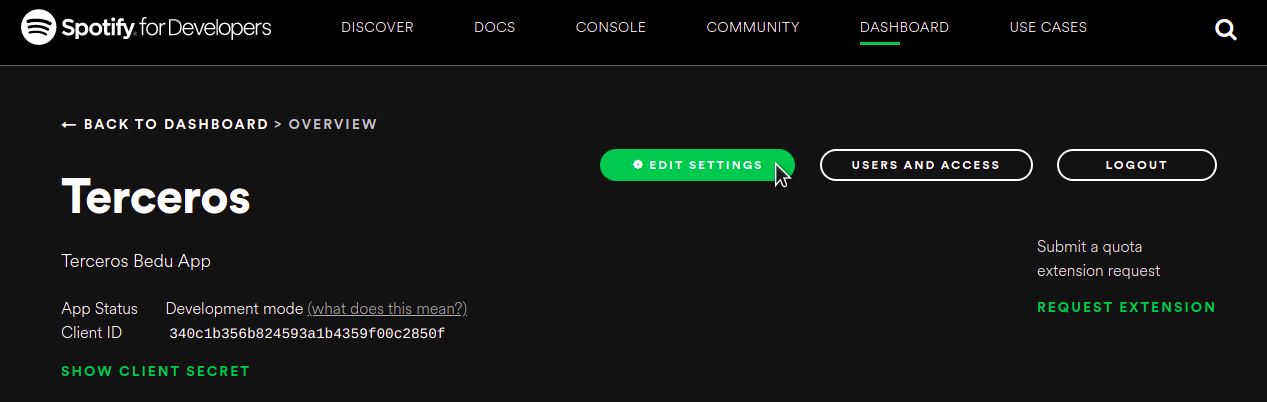 Spotify for Developers
DISCOVER DOCS CONSOLE COMMUNITY DASHBOARD USE CASES
← BACK TO DASHBOARD > OVERVIEW
EDIT SETTINGS USERS AND ACCESS LOGOUT
Terceros
Terceros Bedu App
Submit a quota
extension request
REQUEST EXTENSION
App Status Development mode (what does this mean?)
Client ID 340c1b356b824593a1b4359f00c2850f
SHOW CLIENT SECRET